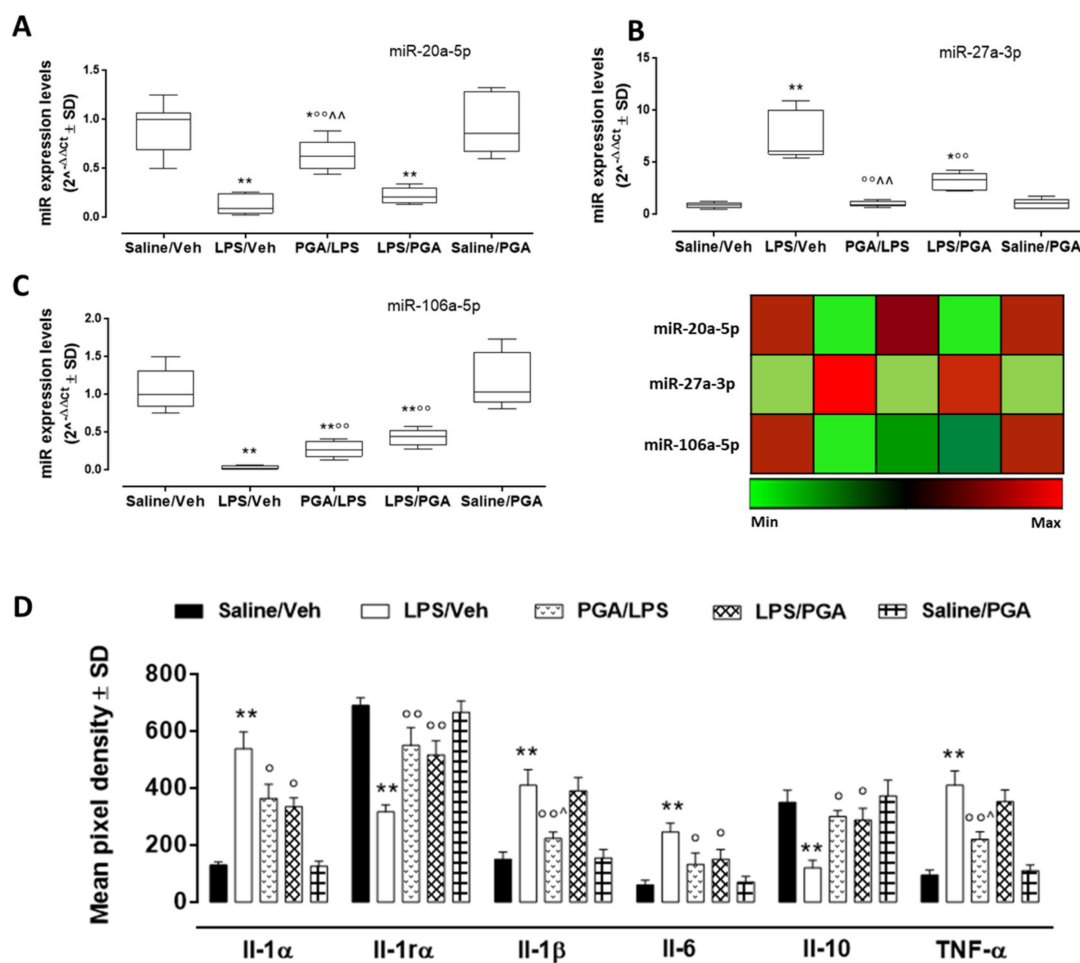 A
miR-20a-5p
miR expression levels
(2^-ΔΔCt ± SD)
1.5
1.0
0.5
0.0
**
*°°^^
**
Saline/Veh LPS/Veh PGA/LPS LPS/PGA Saline/PGA
B
miR-27a-3p
miR expression levels
(2^-ΔΔCt ± SD)
15
10
5
0
**
°°^^
*°°
Saline/Veh LPS/Veh PGA/LPS LPS/PGA Saline/PGA
C
miR-106a-5p
miR expression levels
(2^-ΔΔCt ± SD)
2.0
1.5
1.0
0.5
0.0
**
**°°
**°°
Saline/Veh LPS/Veh PGA/LPS LPS/PGA Saline/PGA
miR-20a-5p
miR-27a-3p
miR-106a-5p
Min Max
D
Saline/Veh LPS/Veh PGA/LPS LPS/PGA Saline/PGA
Mean pixel density ± SD
800
600
400
200
0
** ° °
** °° °°
** °°^
** ° °
** ° °
** °°^
Il-1α Il-1rα Il-1β Il-6 Il-10 TNF-α